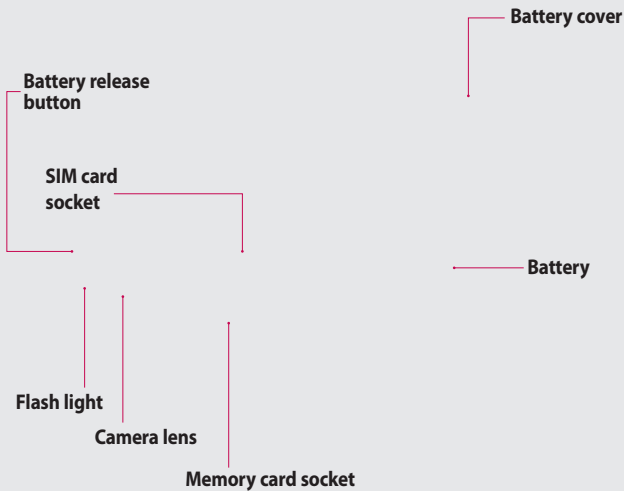 Battery cover
Battery release
button
SIM card
socket
Battery
Flash light
Camera lens
Memory card socket